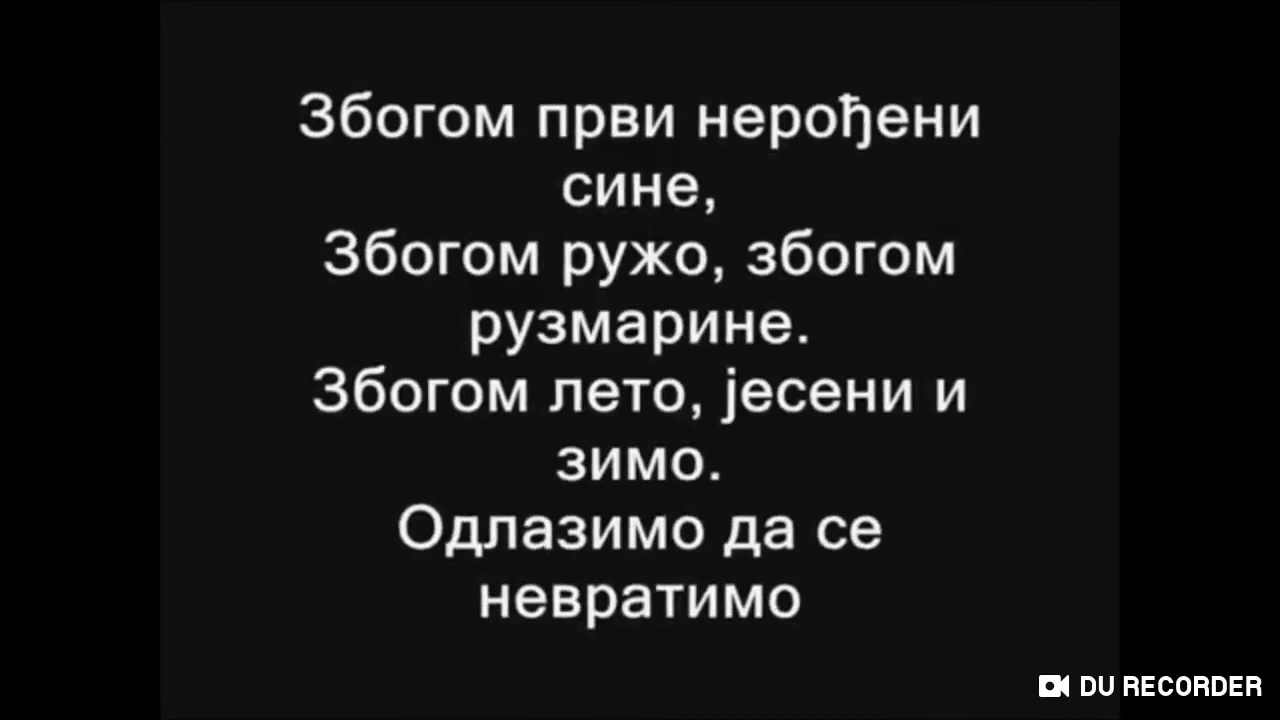 Збогом први нерођени
сине,
Збогом ружо, збогом
рузмарине.
Збогом лето, јесени и
зимо.
Одлазимо да се
невратимо
DU RECORDER